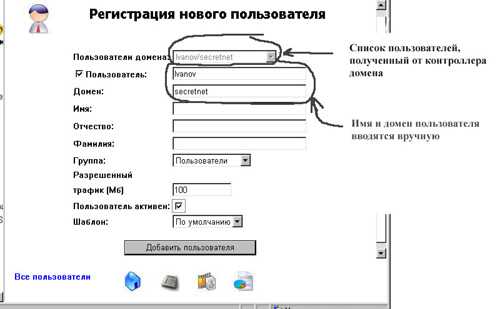 Регистрация нового пользователя
Пользователи домена: Ivanov/secretnet
Список пользователей,
полученный от контроллера
домена
Пользователь: Ivanov
Домен: secretnet
Имя:
Имя и домен пользователя
вводятся вручную
Отчество:
Фамилия:
Группа: Пользователи
Разрешенный
трафик (Мб) 100
Пользователь активен:
Шаблон: По умолчанию
Добавить пользователя
Все пользователи